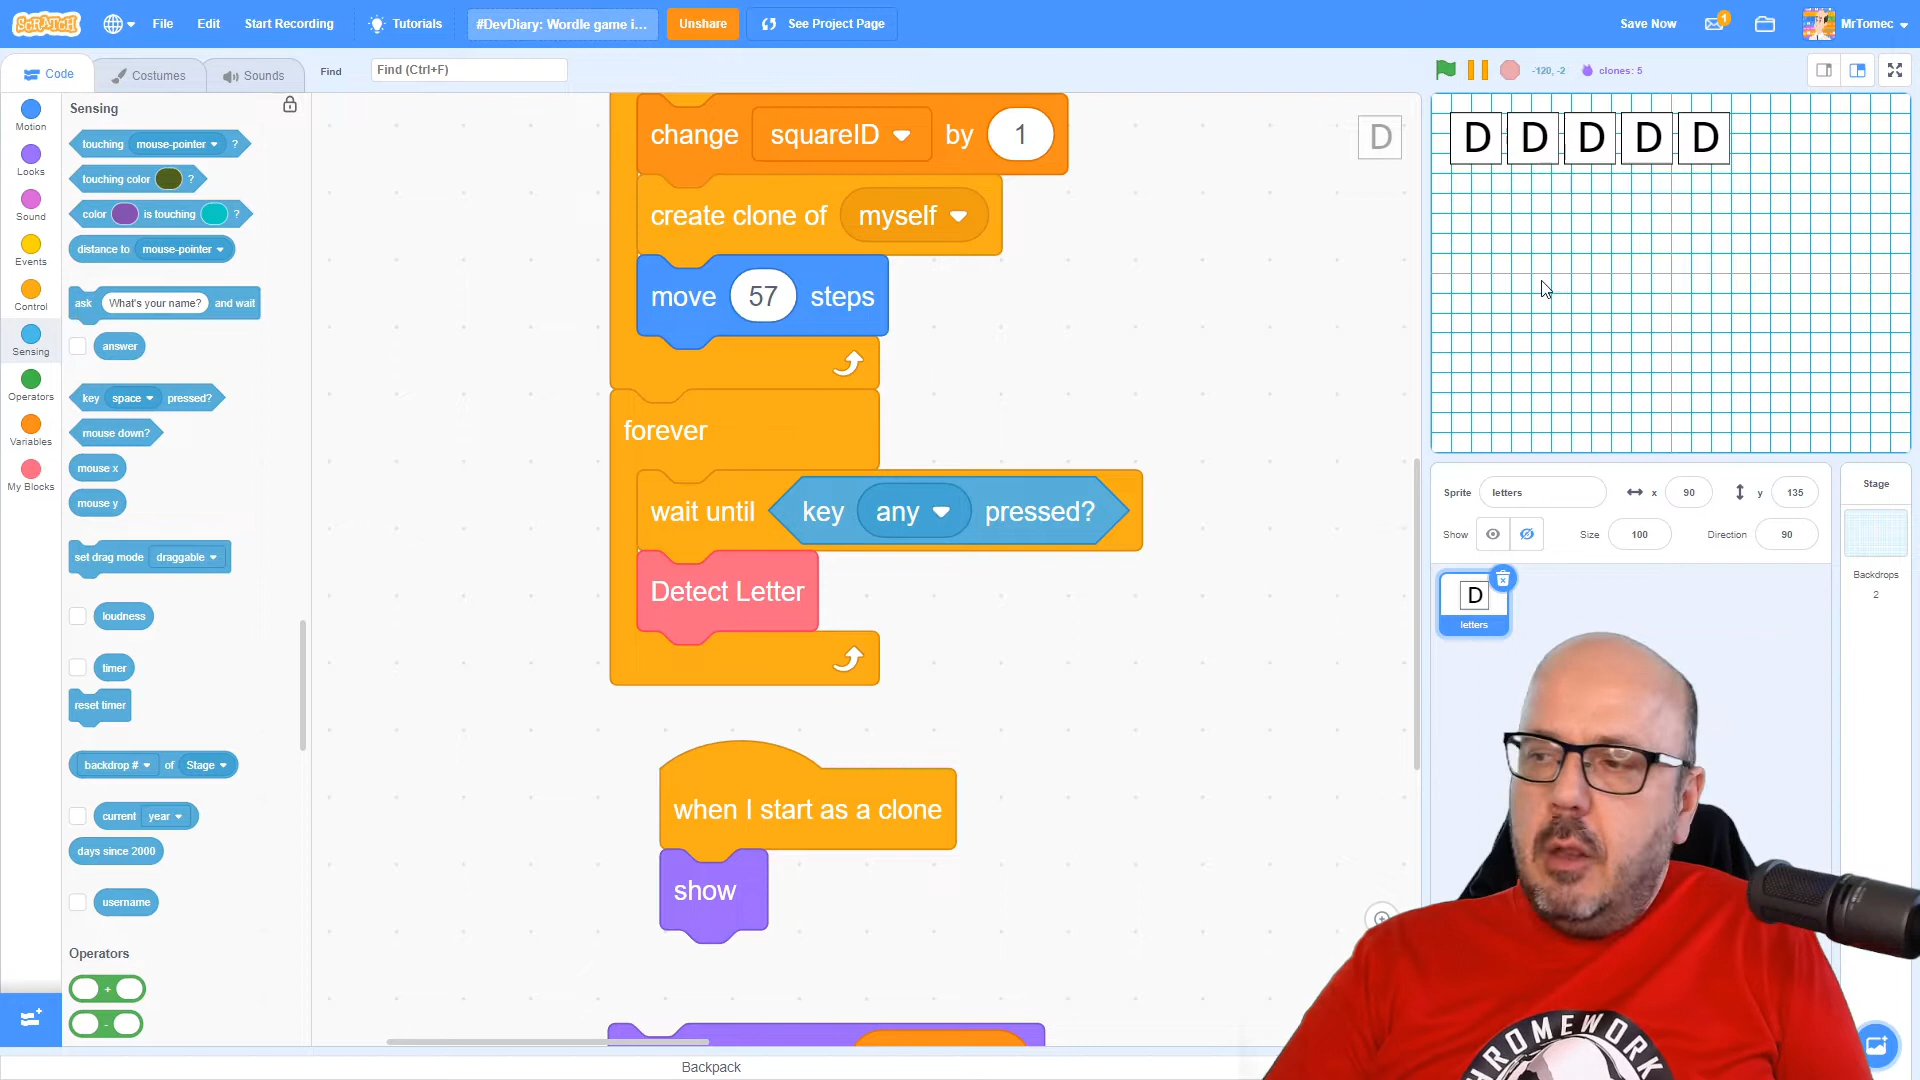 SCRATCH File Edit Start Recording Tutorials #DevDiary: Wordle game i... Unshare See Project Page Save Now 1 MrTomec
Code Costumes Sounds Find Find (Ctrl+F) -120, -2 clones: 5
Motion
Looks
Sound
Events
Control
Sensing
Operators
Variables
My Blocks
Sensing
touching mouse-pointer ?
touching color ?
color is touching ?
distance to mouse-pointer
ask What's your name? and wait
answer
key space pressed?
mouse down?
mouse x
mouse y
set drag mode draggable
loudness
timer
reset timer
backdrop # of Stage
current year
days since 2000
username
Operators
+
-
change squareID by 1
create clone of myself
move 57 steps
forever
wait until key any pressed?
Detect Letter
when I start as a clone
show
D
D D D D D
Sprite letters x 90 y 135
Show Size 100 Direction 90
D
letters
Stage
Backdrops
2
Backpack
HROMEWORK